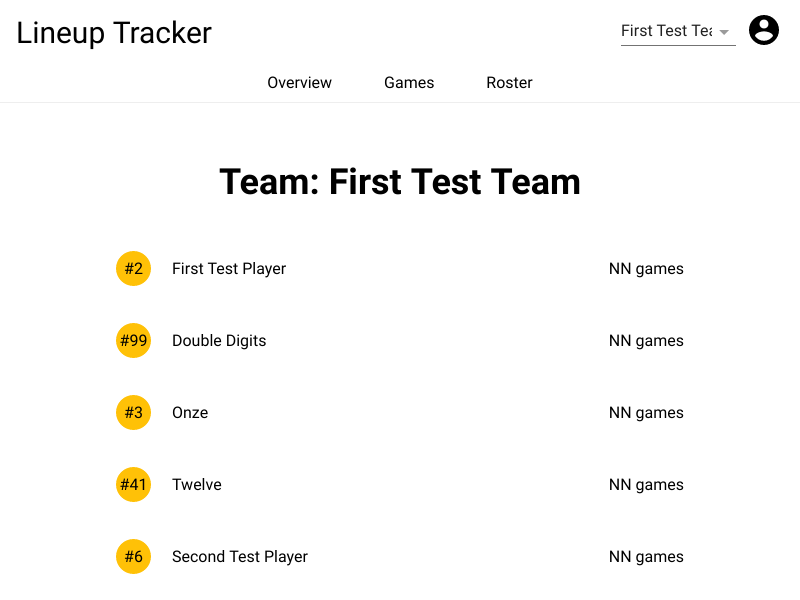 Lineup Tracker
First Test Tea
Overview Games Roster
Team: First Test Team
#2 First Test Player NN games
#99 Double Digits NN games
#3 Onze NN games
#41 Twelve NN games
#6 Second Test Player NN games